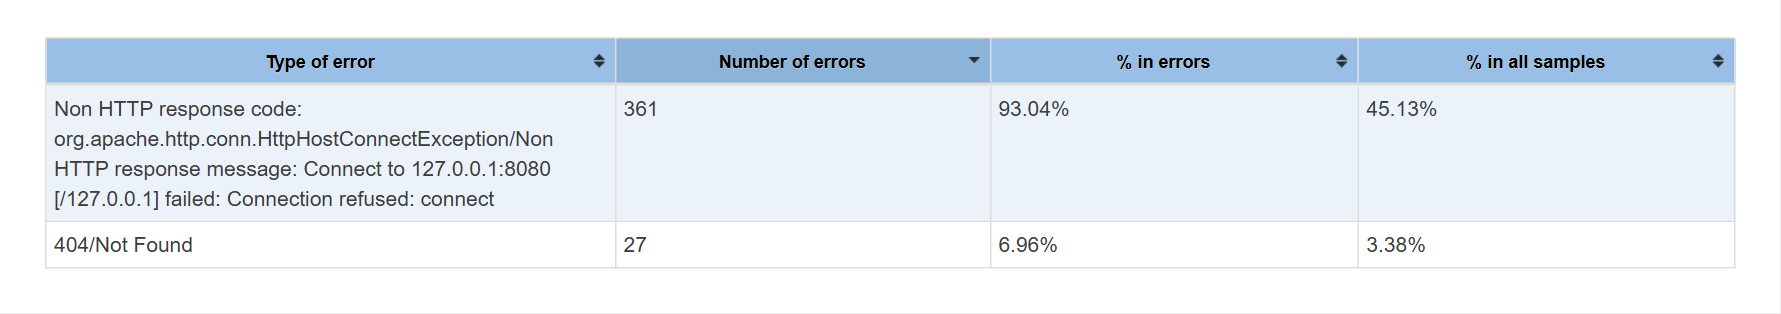 Type of error Number of errors % in errors % in all samples
Non HTTP response code: 361 93.04% 45.13%
org.apache.http.conn.HttpHostConnectException/Non
HTTP response message: Connect to 127.0.0.1:8080
[/127.0.0.1] failed: Connection refused: connect
404/Not Found 27 6.96% 3.38%